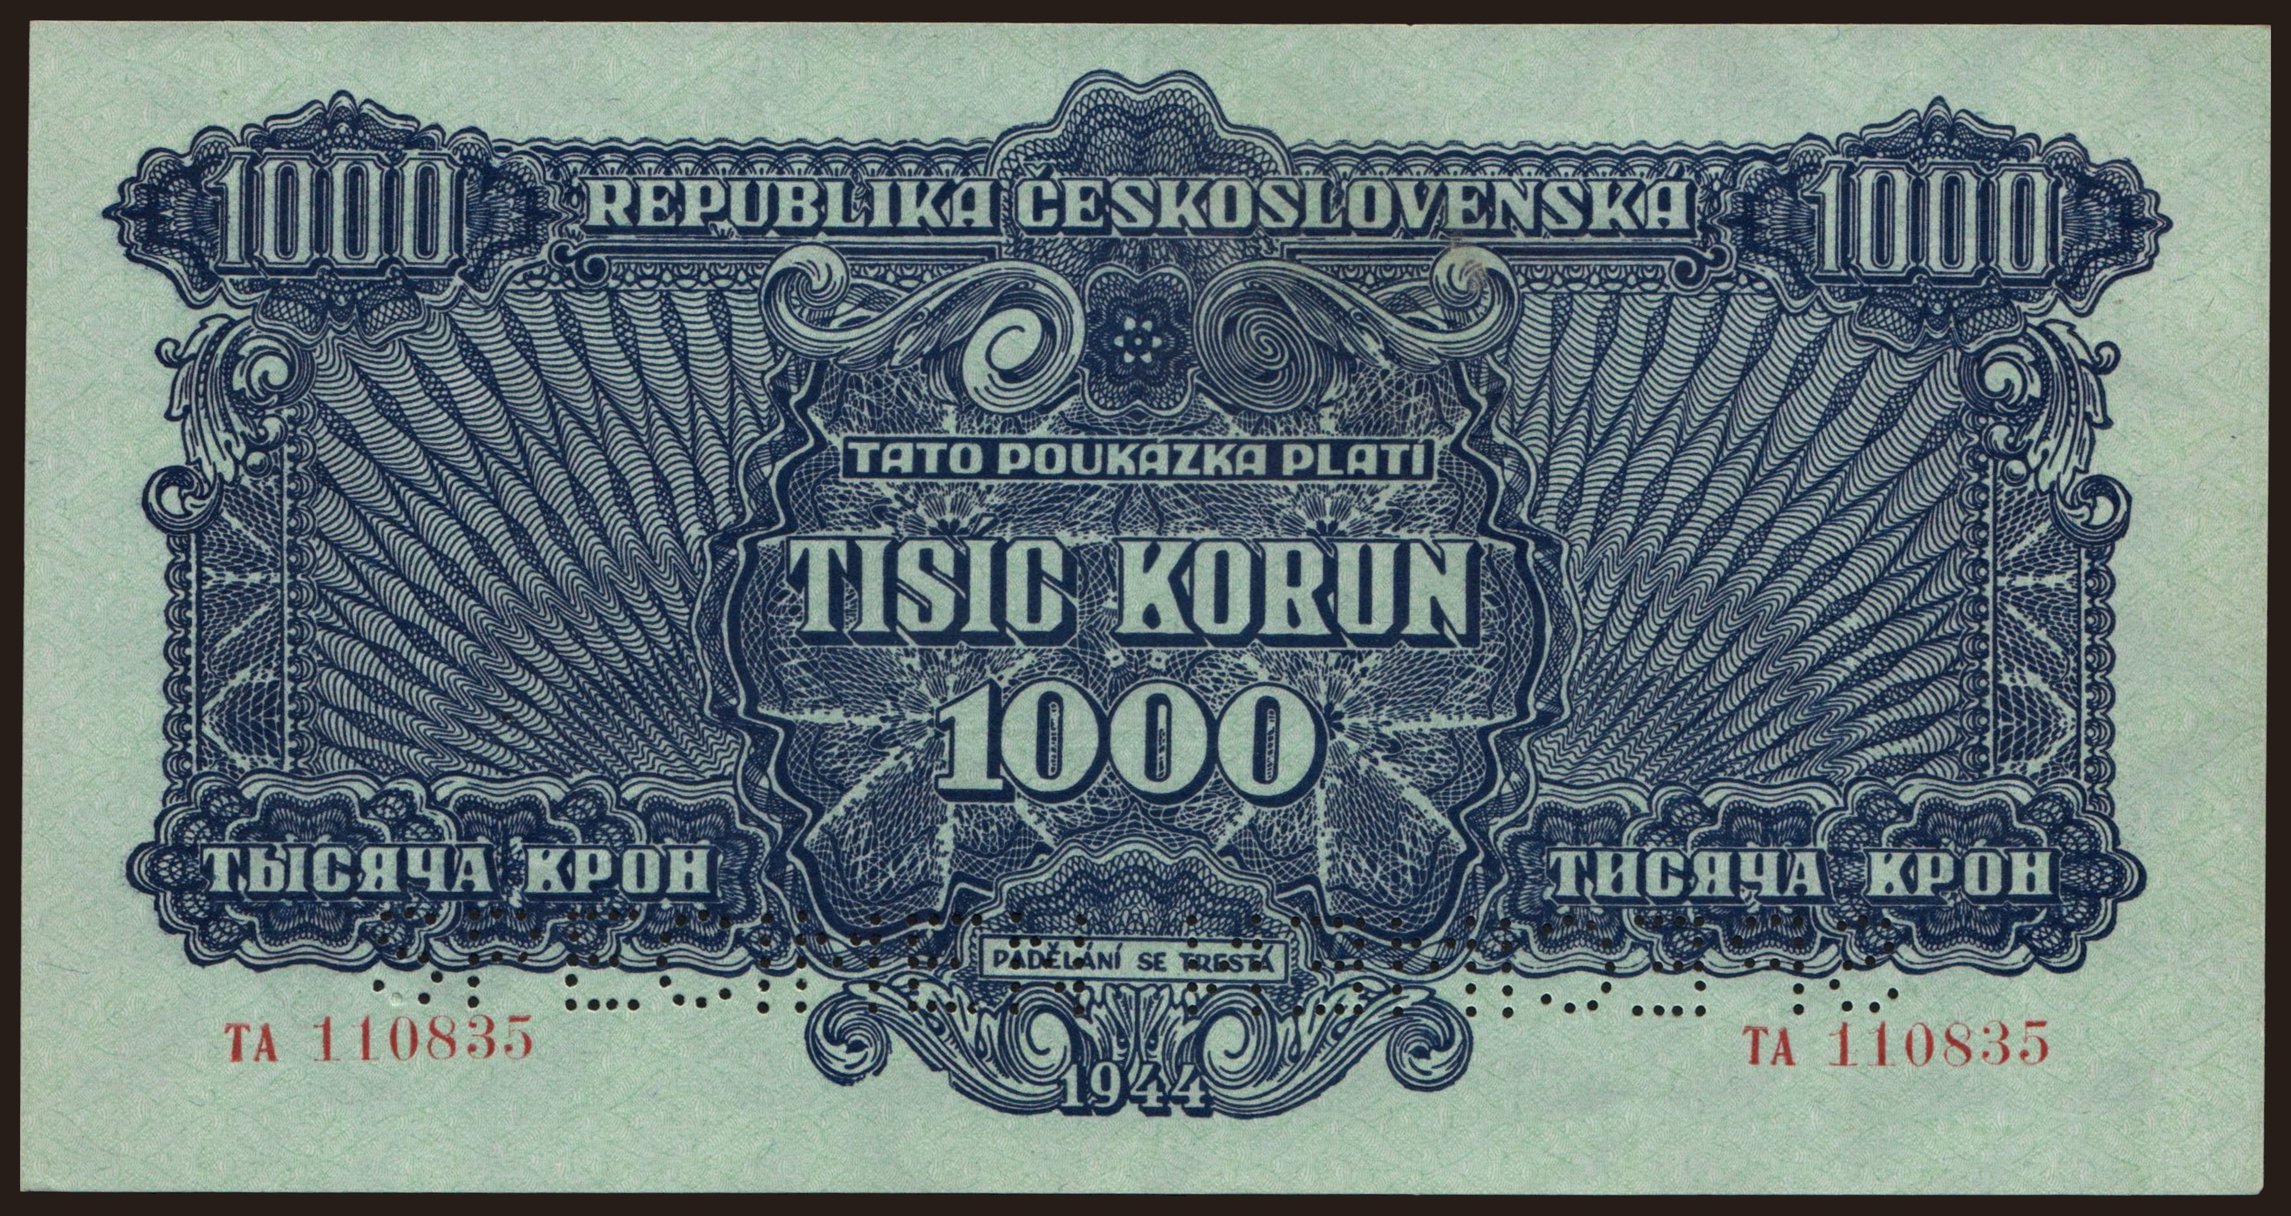 1000 REPUBLIKA ČESKOSLOVENSKÁ 1000
TATO POUKÁZKA PLATÍ
TISÍC KORUN
1000
ТЫСЯЧА КРОН
ТИСЯЧА КРОН
PADĚLÁNÍ SE TRESTÁ
TA 110835
TA 110835
1944